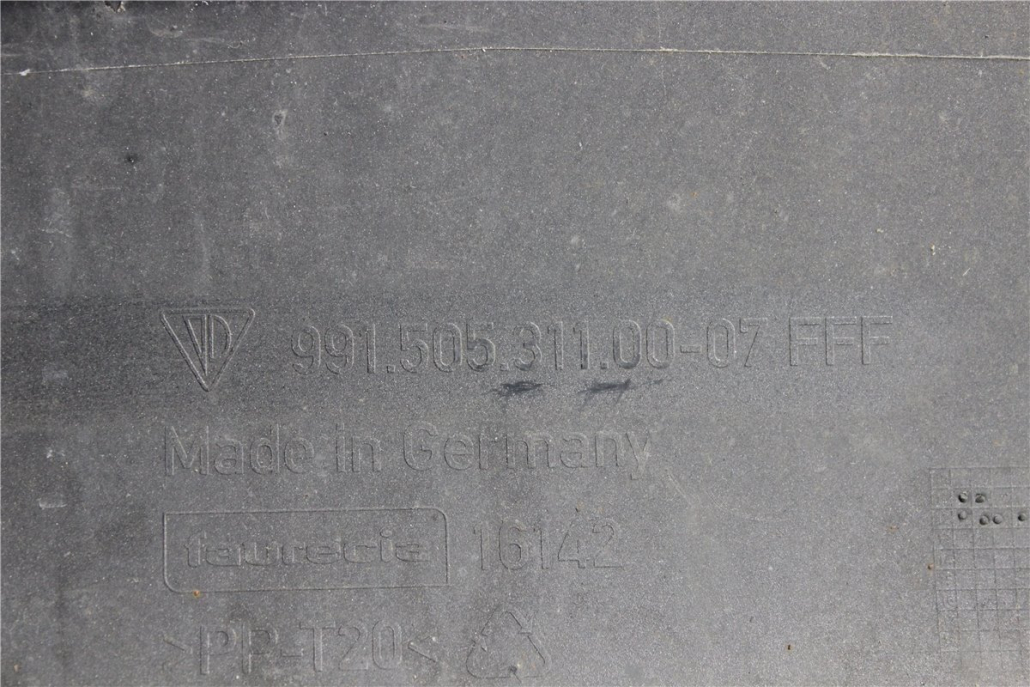 991.505.311.00-07 FFF
Made in Germany
faurecia 16142
>PP-T20<